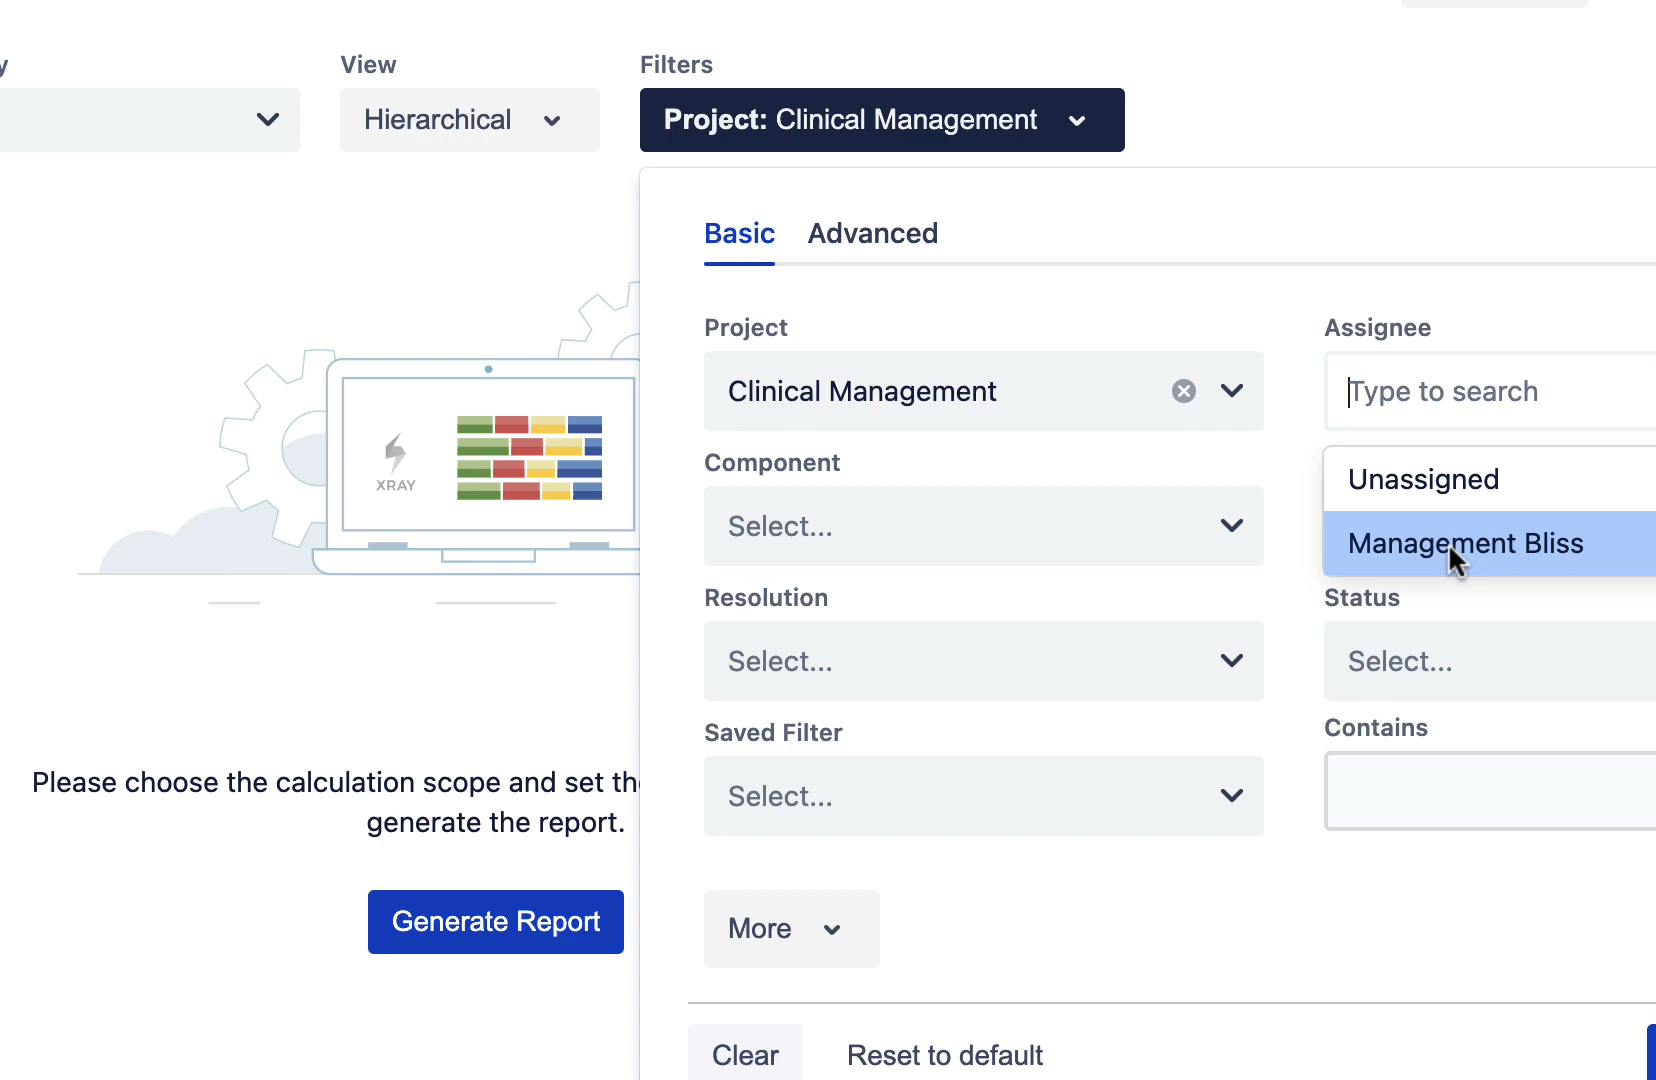 y
View
Filters
Hierarchical
Project: Clinical Management
Basic
Advanced
Project
Assignee
Clinical Management
Type to search
Component
Unassigned
Select...
Management Bliss
Resolution
Status
Select...
Select...
Saved Filter
Contains
Select...
XRAY
Please choose the calculation scope and set the
generate the report.
Generate Report
More
Clear
Reset to default